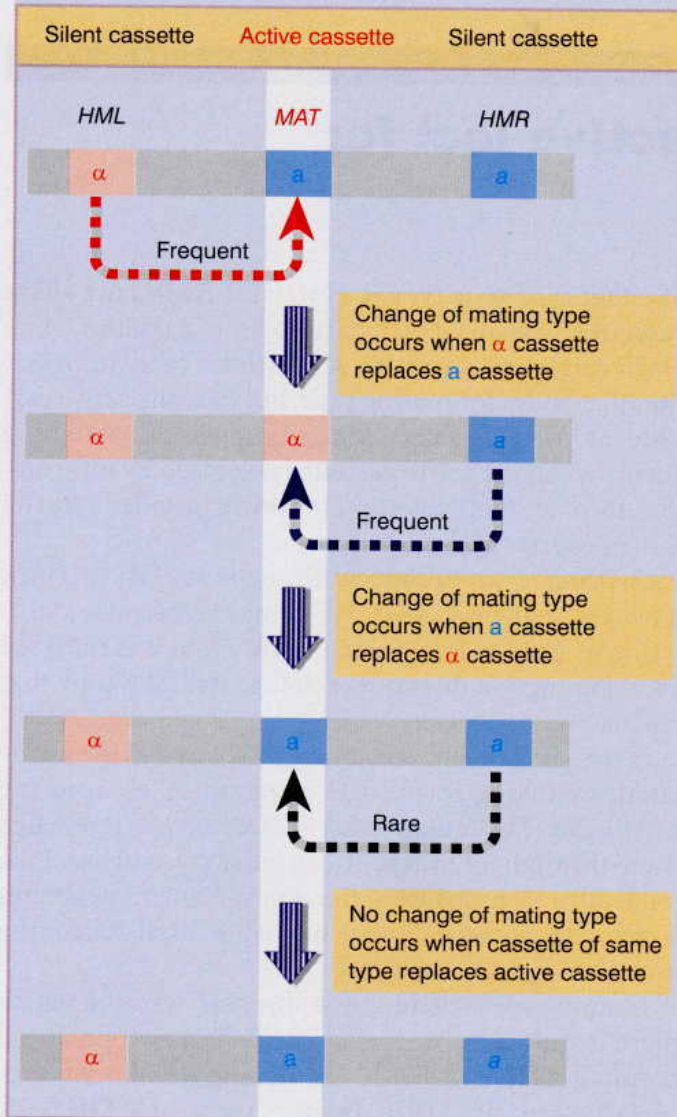 Silent cassette Active cassette Silent cassette
HML MAT HMR
α a a
Frequent
Change of mating type
occurs when α cassette
replaces a cassette
α α a
Frequent
Change of mating type
occurs when a cassette
replaces α cassette
α a a
Rare
No change of mating type
occurs when cassette of same
type replaces active cassette
α a a